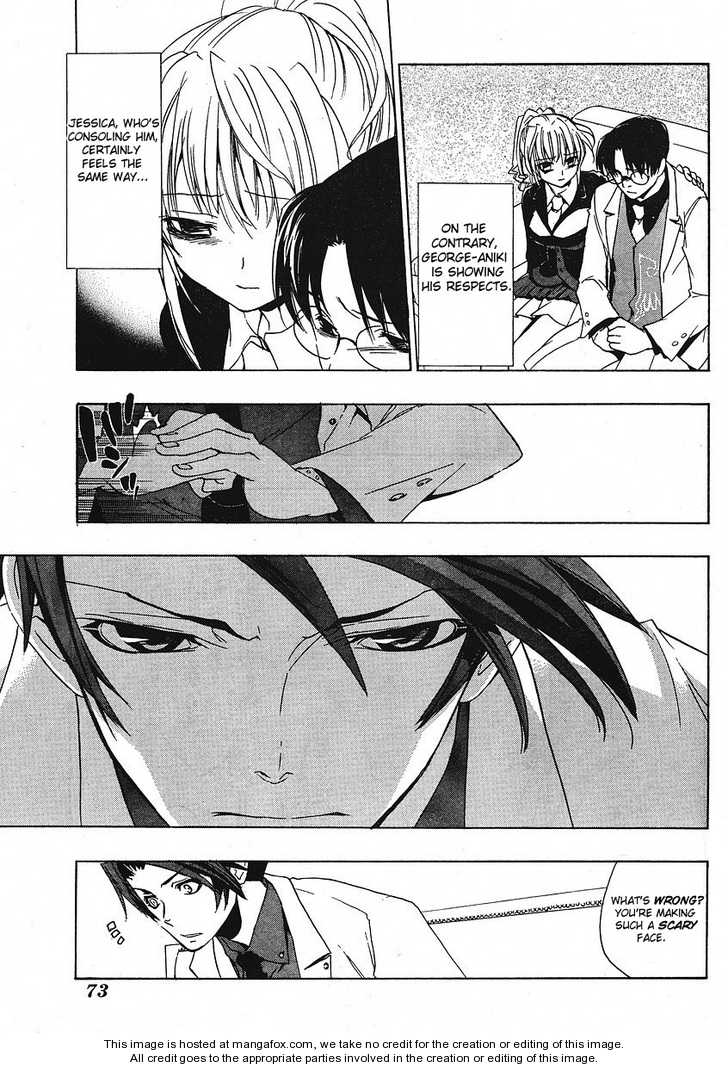 ON THE
CONTRARY,
GEORGE-ANIKI
IS SHOWING
HIS RESPECTS.
JESSICA, WHO'S
CONSOLING HIM,
CERTAINLY
FEELS THE
SAME WAY...
WHAT'S WRONG?
YOU'RE MAKING
SUCH A SCARY
FACE.
73
This image is hosted at mangafox.com, we take no credit for the creation or editing of this image.
All credit goes to the appropriate parties involved in the creation or editing of this image.